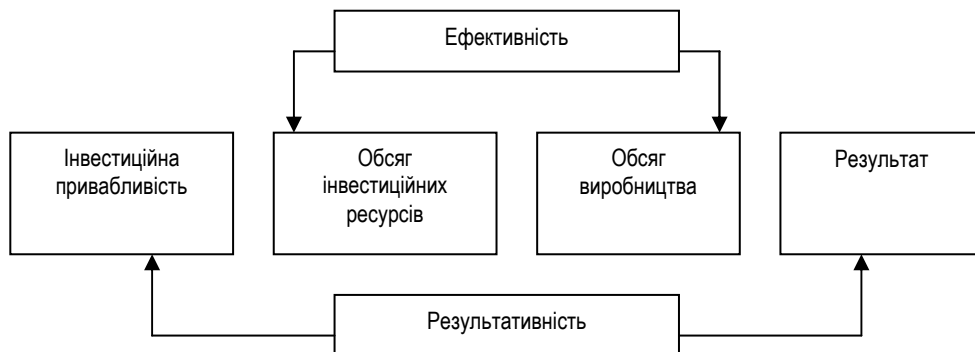 Ефективність
Інвестиційна
привабливість
Обсяг
інвестиційних
ресурсів
Обсяг
виробництва
Результат
Результативність